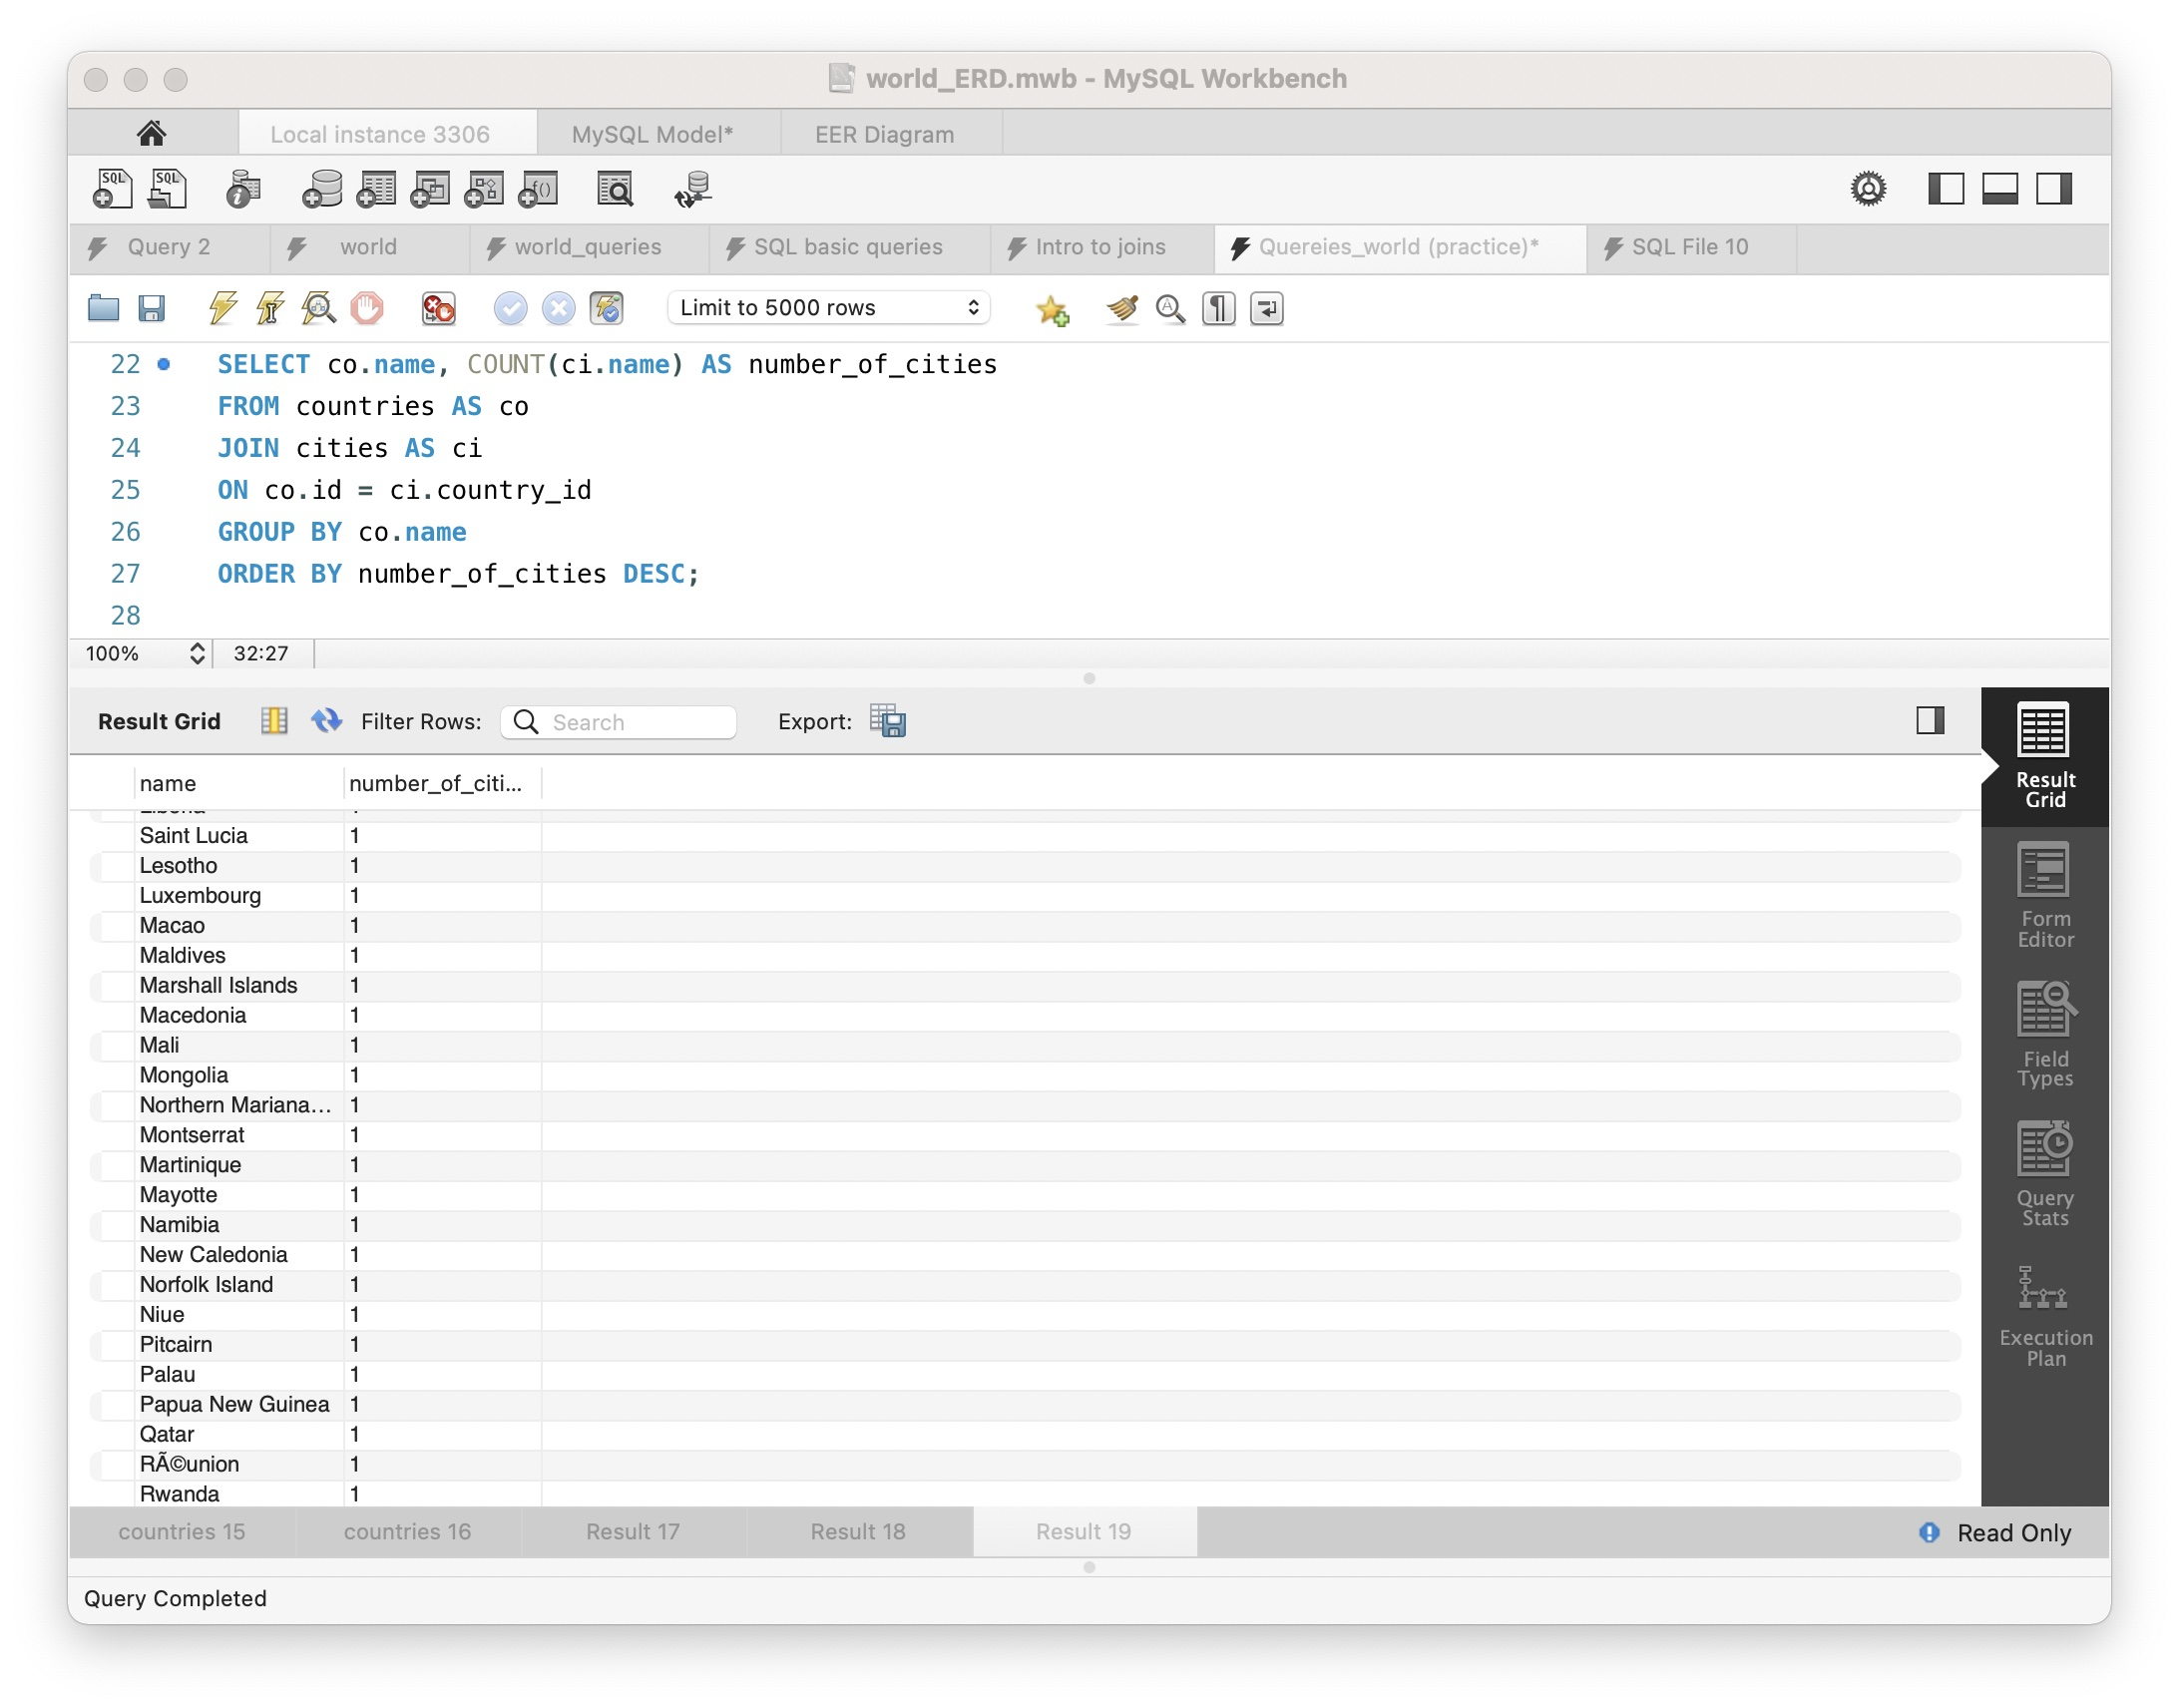 world_ERD.mwb - MySQL Workbench
Local instance 3306 MySQL Model* EER Diagram
SQL SQL i f()
Query 2 world world_queries SQL basic queries Intro to joins Quereies_world (practice)* SQL File 10
Limit to 5000 rows
22 SELECT co.name, COUNT(ci.name) AS number_of_cities
23 FROM countries AS co
24 JOIN cities AS ci
25 ON co.id = ci.country_id
26 GROUP BY co.name
27 ORDER BY number_of_cities DESC;
28
100% 32:27
Result Grid Filter Rows: Search Export:
name number_of_citi...
Saint Lucia 1
Lesotho 1
Luxembourg 1
Macao 1
Maldives 1
Marshall Islands 1
Macedonia 1
Mali 1
Mongolia 1
Northern Mariana... 1
Montserrat 1
Martinique 1
Mayotte 1
Namibia 1
New Caledonia 1
Norfolk Island 1
Niue 1
Pitcairn 1
Palau 1
Papua New Guinea 1
Qatar 1
RÃ©union 1
Rwanda 1
Result
Grid
Form
Editor
Field
Types
Query
Stats
Execution
Plan
countries 15 countries 16 Result 17 Result 18 Result 19 Read Only
Query Completed